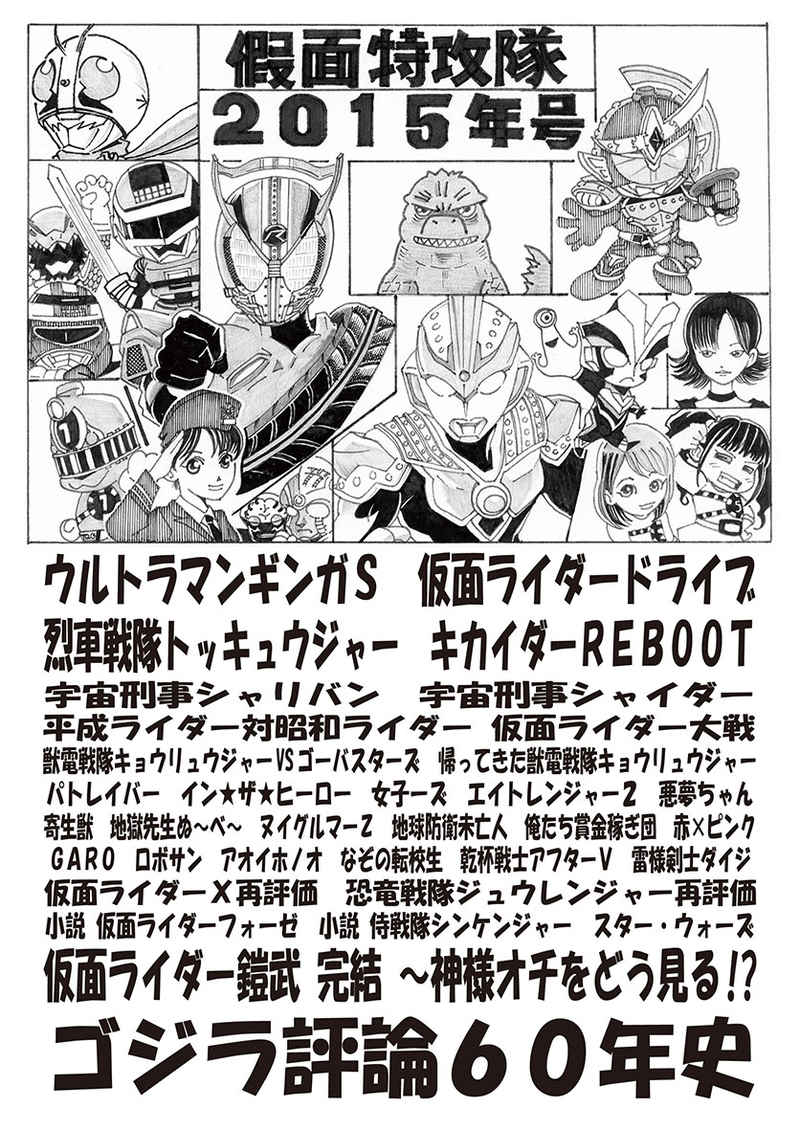 假面特攻隊
2015年号
ウルトラマンギンガS 仮面ライダードライブ
烈車戦隊トッキュウジャー キカイダーREBOOT
宇宙刑事シャリバン 宇宙刑事シャイダー
平成ライダー対昭和ライダー 仮面ライダー大戦
獣電戦隊キョウリュウジャーVSゴーバスターズ 帰ってきた獣電戦隊キョウリュウジャー
パトレイバー イン★ザ★ヒーロー 女子ーズ エイトレンジャー2 悪夢ちゃん
寄生獣 地獄先生ぬ～べ～ ヌイグルマーZ 地球防衛未亡人 俺たち賞金稼ぎ団 赤×ピンク
GARO ロボサン アオイホノオ なぞの転校生 乾杯戦士アフターV 雷様剣士ダイジ
仮面ライダーX再評価 恐竜戦隊ジュウレンジャー再評価
小説 仮面ライダーフォーゼ 小説 侍戦隊シンケンジャー スター・ウォーズ
仮面ライダー鎧武 完結 ～神様オチをどう見る!?
ゴジラ評論60年史